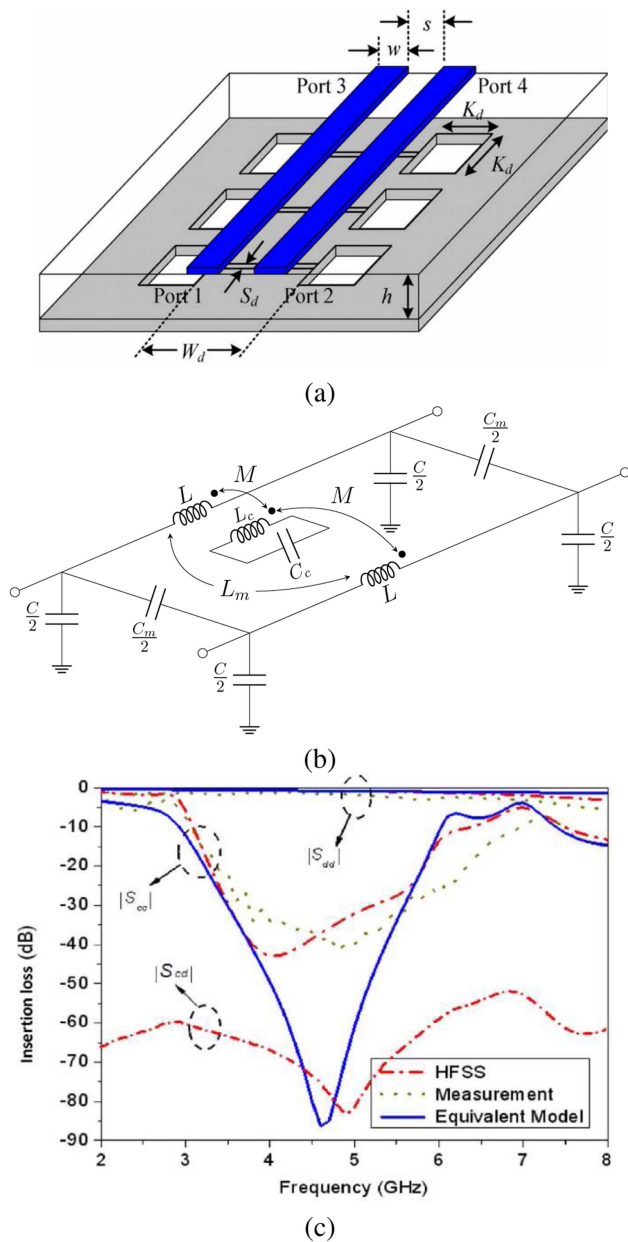 s
w
Port 3
Port 4
K_d
K_d
Port 1
S_d
Port 2
h
W_d
(a)
C_m/2
M
L
C/2
M
L_c
C/2
C_c
L_m
L
C/2
C_m/2
C/2
(b)
0
-10
-20
-30
-40
-50
-60
-70
-80
-90
Insertion loss (dB)
|S_dd|
|S_cc|
|S_cd|
HFSS
Measurement
Equivalent Model
2 3 4 5 6 7 8
Frequency (GHz)
(c)